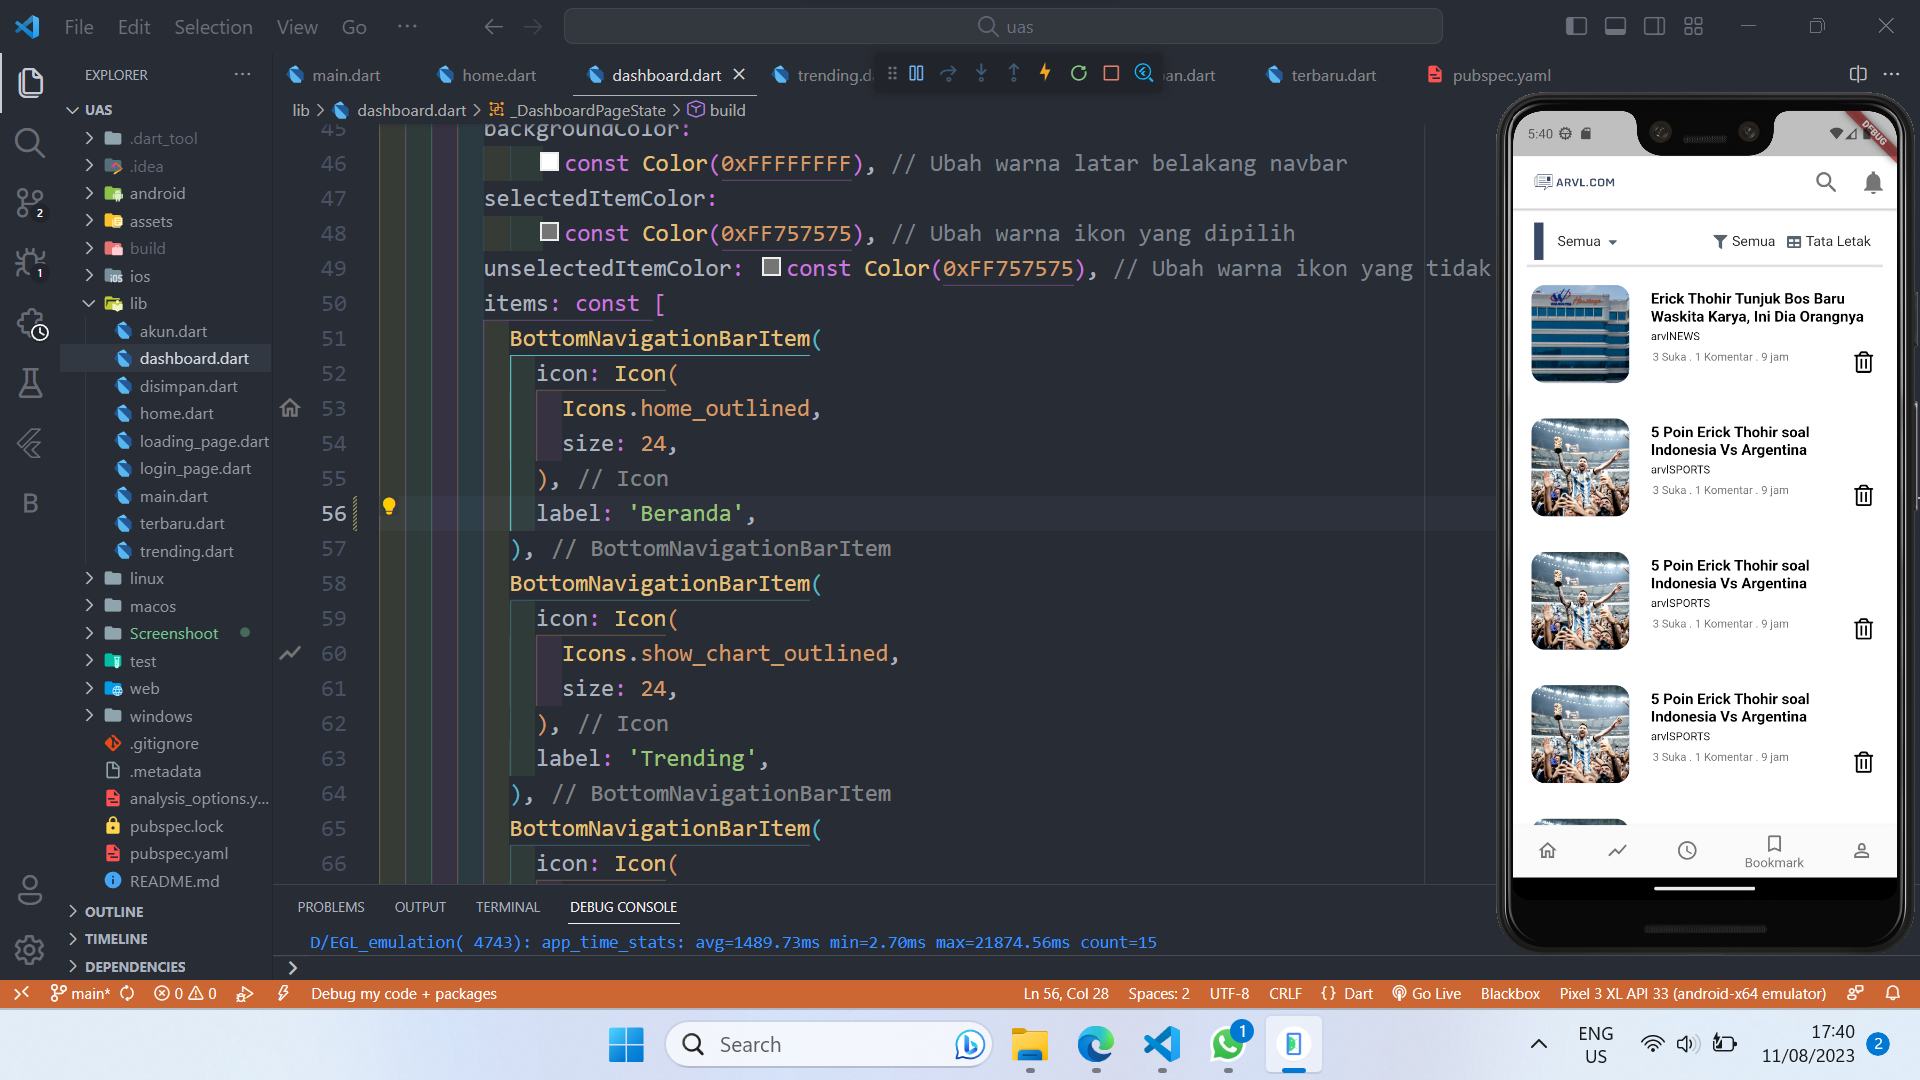 File Edit Selection View Go ···
uas
EXPLORER
UAS
.dart_tool
.idea
android
assets
build
ios
lib
akun.dart
dashboard.dart
disimpan.dart
home.dart
loading_page.dart
login_page.dart
main.dart
terbaru.dart
trending.dart
linux
macos
Screenshoot
test
web
windows
.gitignore
.metadata
analysis_options.y...
pubspec.lock
pubspec.yaml
README.md
OUTLINE
TIMELINE
DEPENDENCIES
2
1
main.dart home.dart dashboard.dart trending.da pan.dart terbaru.dart pubspec.yaml
lib > dashboard.dart > _DashboardPageState > build
45 backgroundColor:
46 const Color(0xFFFFFFFF), // Ubah warna latar belakang navbar
47 selectedItemColor:
48 const Color(0xFF757575), // Ubah warna ikon yang dipilih
49 unselectedItemColor: const Color(0xFF757575), // Ubah warna ikon yang tidak
50 items: const [
51 BottomNavigationBarItem(
52 icon: Icon(
53 Icons.home_outlined,
54 size: 24,
55 ), // Icon
56 label: 'Beranda',
57 ), // BottomNavigationBarItem
58 BottomNavigationBarItem(
59 icon: Icon(
60 Icons.show_chart_outlined,
61 size: 24,
62 ), // Icon
63 label: 'Trending',
64 ), // BottomNavigationBarItem
65 BottomNavigationBarItem(
66 icon: Icon(
PROBLEMS OUTPUT TERMINAL DEBUG CONSOLE
D/EGL_emulation( 4743): app_time_stats: avg=1489.73ms min=2.70ms max=21874.56ms count=15
5:40
DEBUG
ARVL.COM
Semua Semua Tata Letak
Erick Thohir Tunjuk Bos Baru
Waskita Karya, Ini Dia Orangnya
arvlNEWS
3 Suka . 1 Komentar . 9 jam
5 Poin Erick Thohir soal
Indonesia Vs Argentina
arvlSPORTS
3 Suka . 1 Komentar . 9 jam
5 Poin Erick Thohir soal
Indonesia Vs Argentina
arvlSPORTS
3 Suka . 1 Komentar . 9 jam
5 Poin Erick Thohir soal
Indonesia Vs Argentina
arvlSPORTS
3 Suka . 1 Komentar . 9 jam
Bookmark
main* 0 0 Debug my code + packages Ln 56, Col 28 Spaces: 2 UTF-8 CRLF {} Dart Go Live Blackbox Pixel 3 XL API 33 (android-x64 emulator)
Search
1
ENG
US
17:40
11/08/2023
2